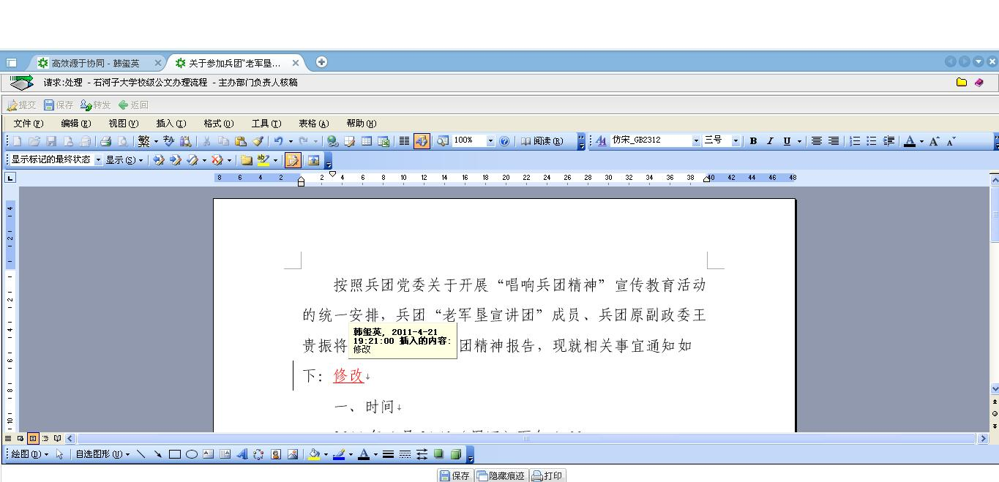 高效源于协同 - 韩玺英
关于参加兵团“老军垦...
请求:处理 - 石河子大学校级公文办理流程 - 主办部门负责人核稿
提交 保存 转发 返回
文件(F) 编辑(E) 视图(V) 插入(I) 格式(O) 工具(T) 表格(A) 帮助(H)
繁 100% 阅读(R) 仿宋_GB2312 三号 B I U A A A
显示标记的最终状态 显示(S)
8 6 4 2 2 4 6 8 10 12 14 16 18 20 22 24 26 28 30 32 34 36 38 40 42 44 46 48
按照兵团党委关于开展“唱响兵团精神”宣传教育活动
的统一安排，兵团“老军垦宣讲团”成员、兵团原副政委王
韩玺英, 2011-4-21
19:21:00 插入的内容:
修改
贵振将 团精神报告，现就相关事宜通知如
下：修改
一、时间
绘图(D) 自选图形(U)
保存 隐藏痕迹 打印